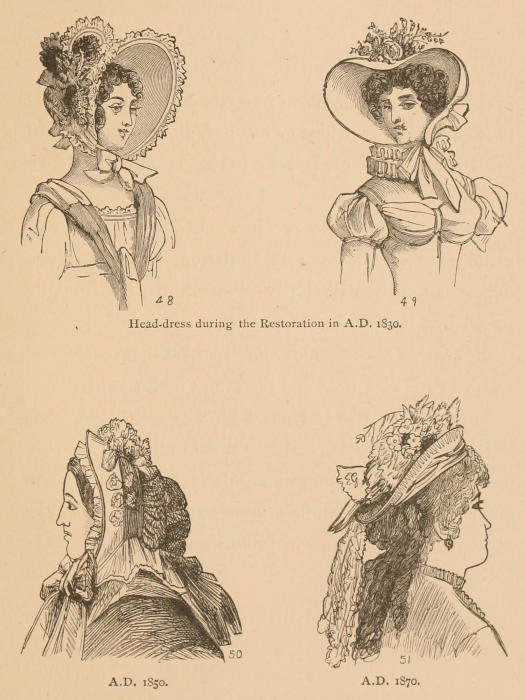 48 49
Head-dress during the Restoration in A.D. 1830.
50 51
A.D. 1850. A.D. 1870.